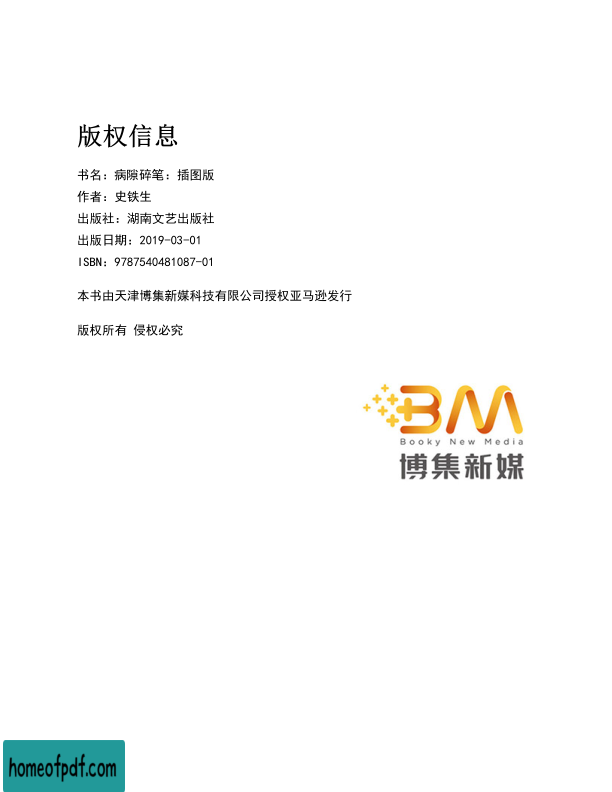 版权信息
书名：病隙碎笔：插图版
作者：史铁生
出版社：湖南文艺出版社
出版日期：2019-03-01
ISBN：9787540481087-01
本书由天津博集新媒科技有限公司授权亚马逊发行
版权所有 侵权必究
BM
Booky New Media
博集新媒
homeofpdf.com